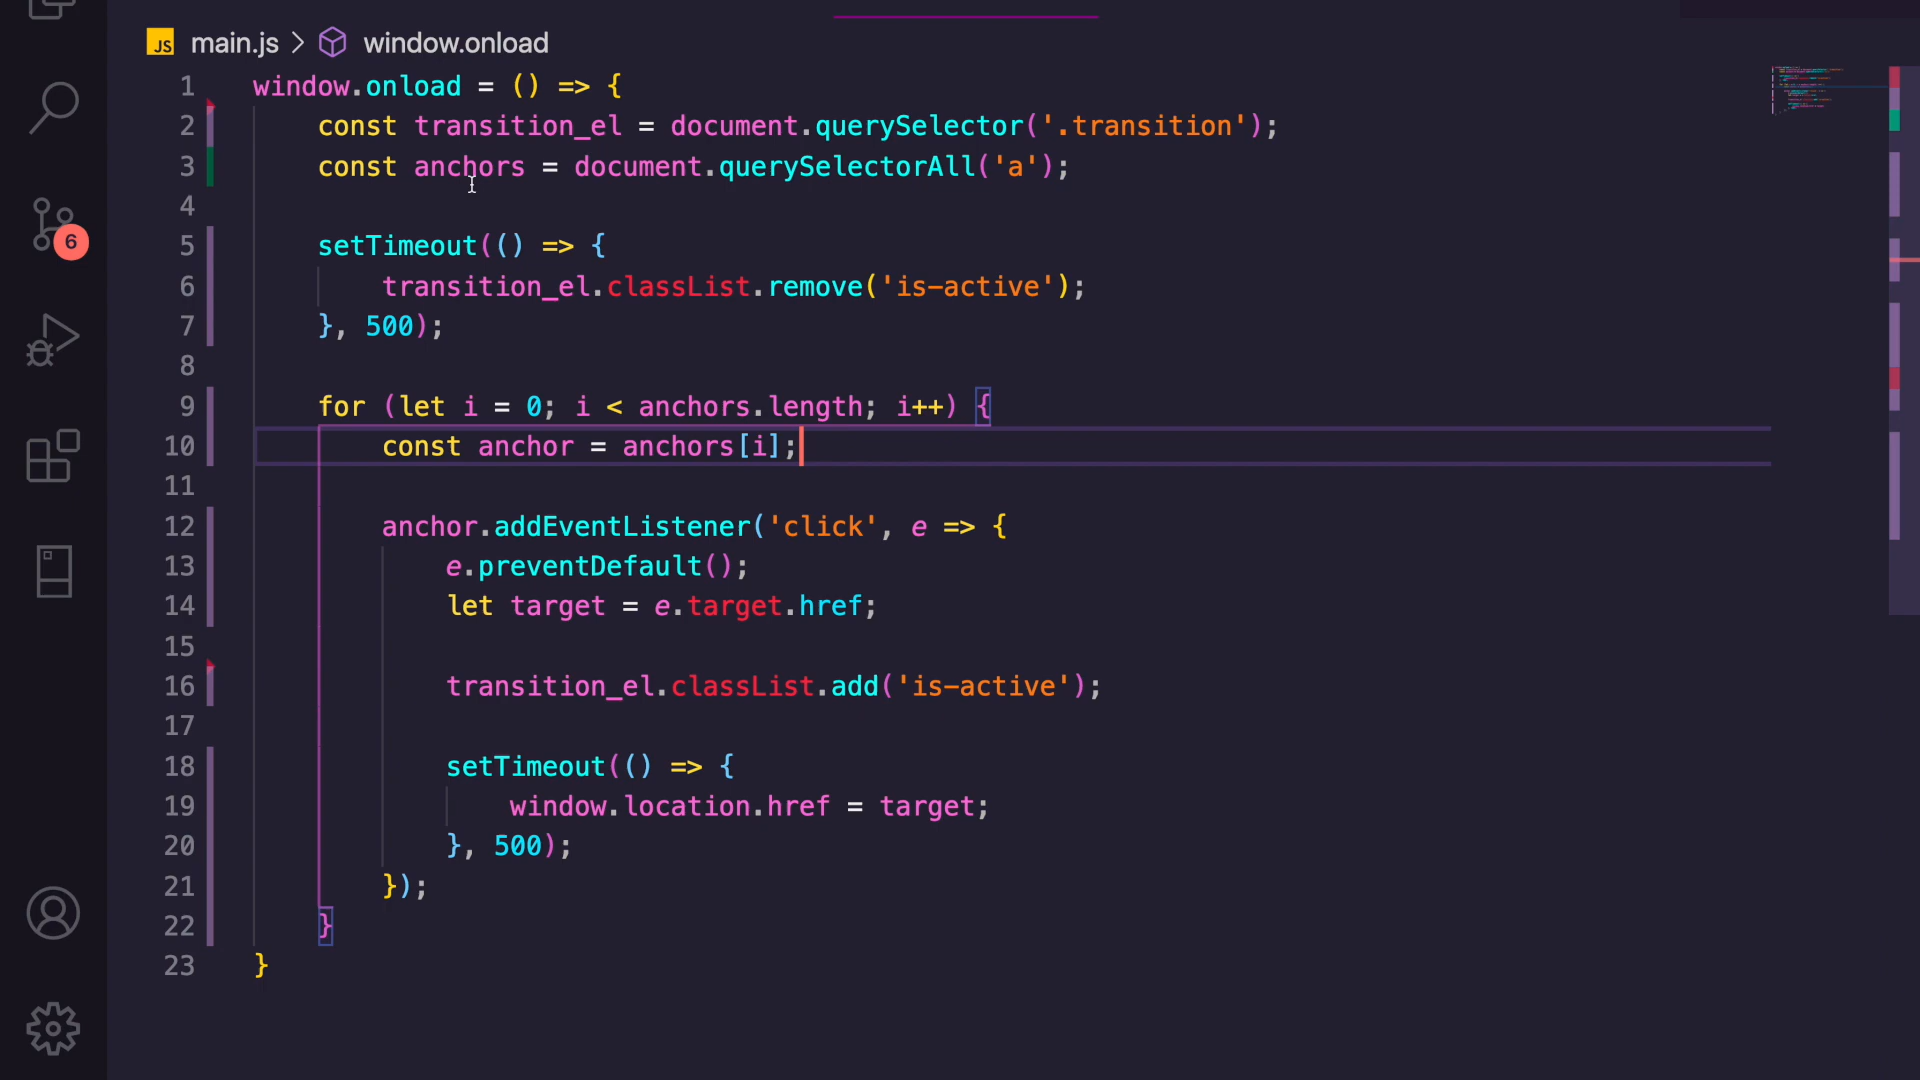 JS main.js > window.onload
1 window.onload = () => {
2 const transition_el = document.querySelector('.transition');
3 const anchors = document.querySelectorAll('a');
4
5 setTimeout(() => {
6 transition_el.classList.remove('is-active');
7 }, 500);
8
9 for (let i = 0; i < anchors.length; i++) {
10 const anchor = anchors[i];
11
12 anchor.addEventListener('click', e => {
13 e.preventDefault();
14 let target = e.target.href;
15
16 transition_el.classList.add('is-active');
17
18 setTimeout(() => {
19 window.location.href = target;
20 }, 500);
21 });
22 }
23 }
6